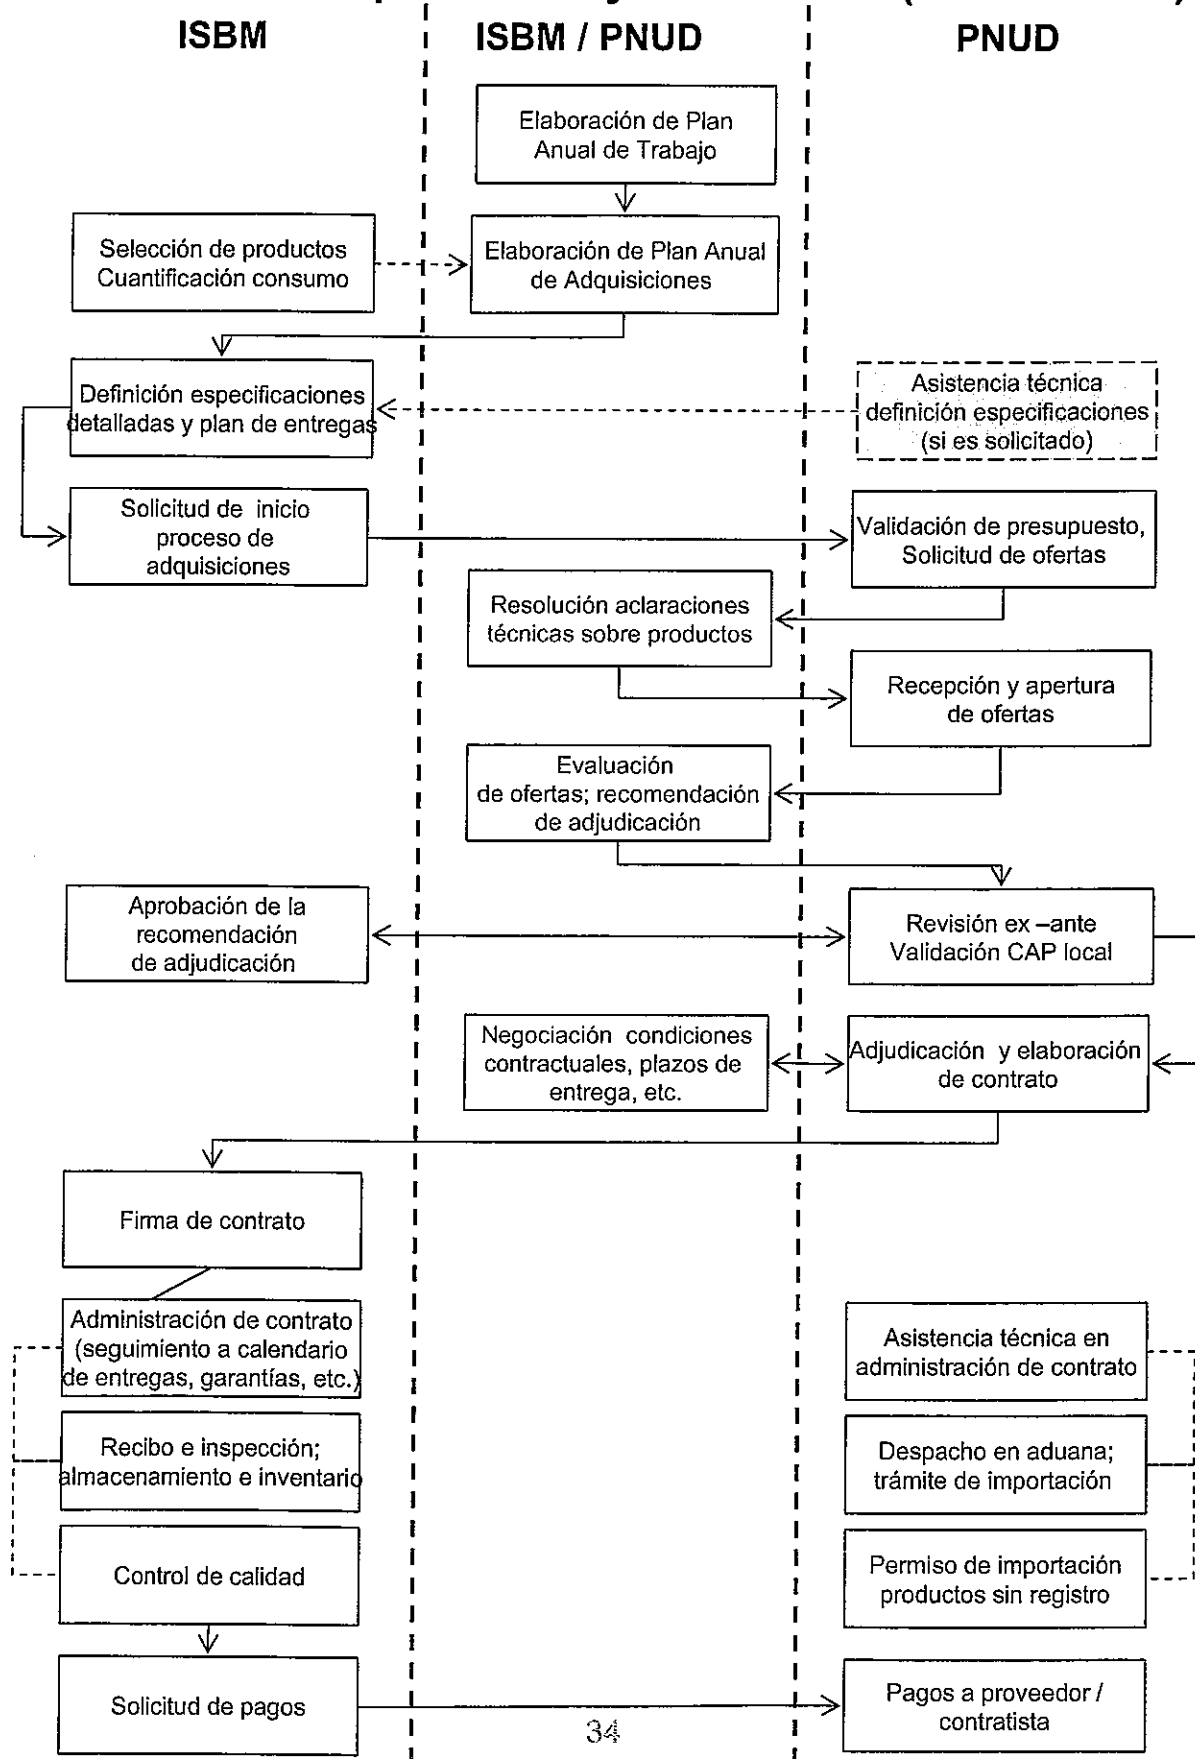 ISBM
ISBM / PNUD
PNUD
Elaboración de Plan
Anual de Trabajo
Selección de productos
Cuantificación consumo
Elaboración de Plan Anual
de Adquisiciones
Definición especificaciones
detalladas y plan de entregas
Asistencia técnica
definición especificaciones
(si es solicitado)
Solicitud de inicio
proceso de
adquisiciones
Validación de presupuesto,
Solicitud de ofertas
Resolución aclaraciones
técnicas sobre productos
Recepción y apertura
de ofertas
Evaluación
de ofertas; recomendación
de adjudicación
Aprobación de la
recomendación
de adjudicación
Revisión ex –ante
Validación CAP local
Negociación condiciones
contractuales, plazos de
entrega, etc.
Adjudicación y elaboración
de contrato
Firma de contrato
Administración de contrato
(seguimiento a calendario
de entregas, garantías, etc.)
Asistencia técnica en
administración de contrato
Recibo e inspección;
almacenamiento e inventario
Despacho en aduana;
trámite de importación
Control de calidad
Permiso de importación
productos sin registro
Solicitud de pagos
Pagos a proveedor /
contratista
34